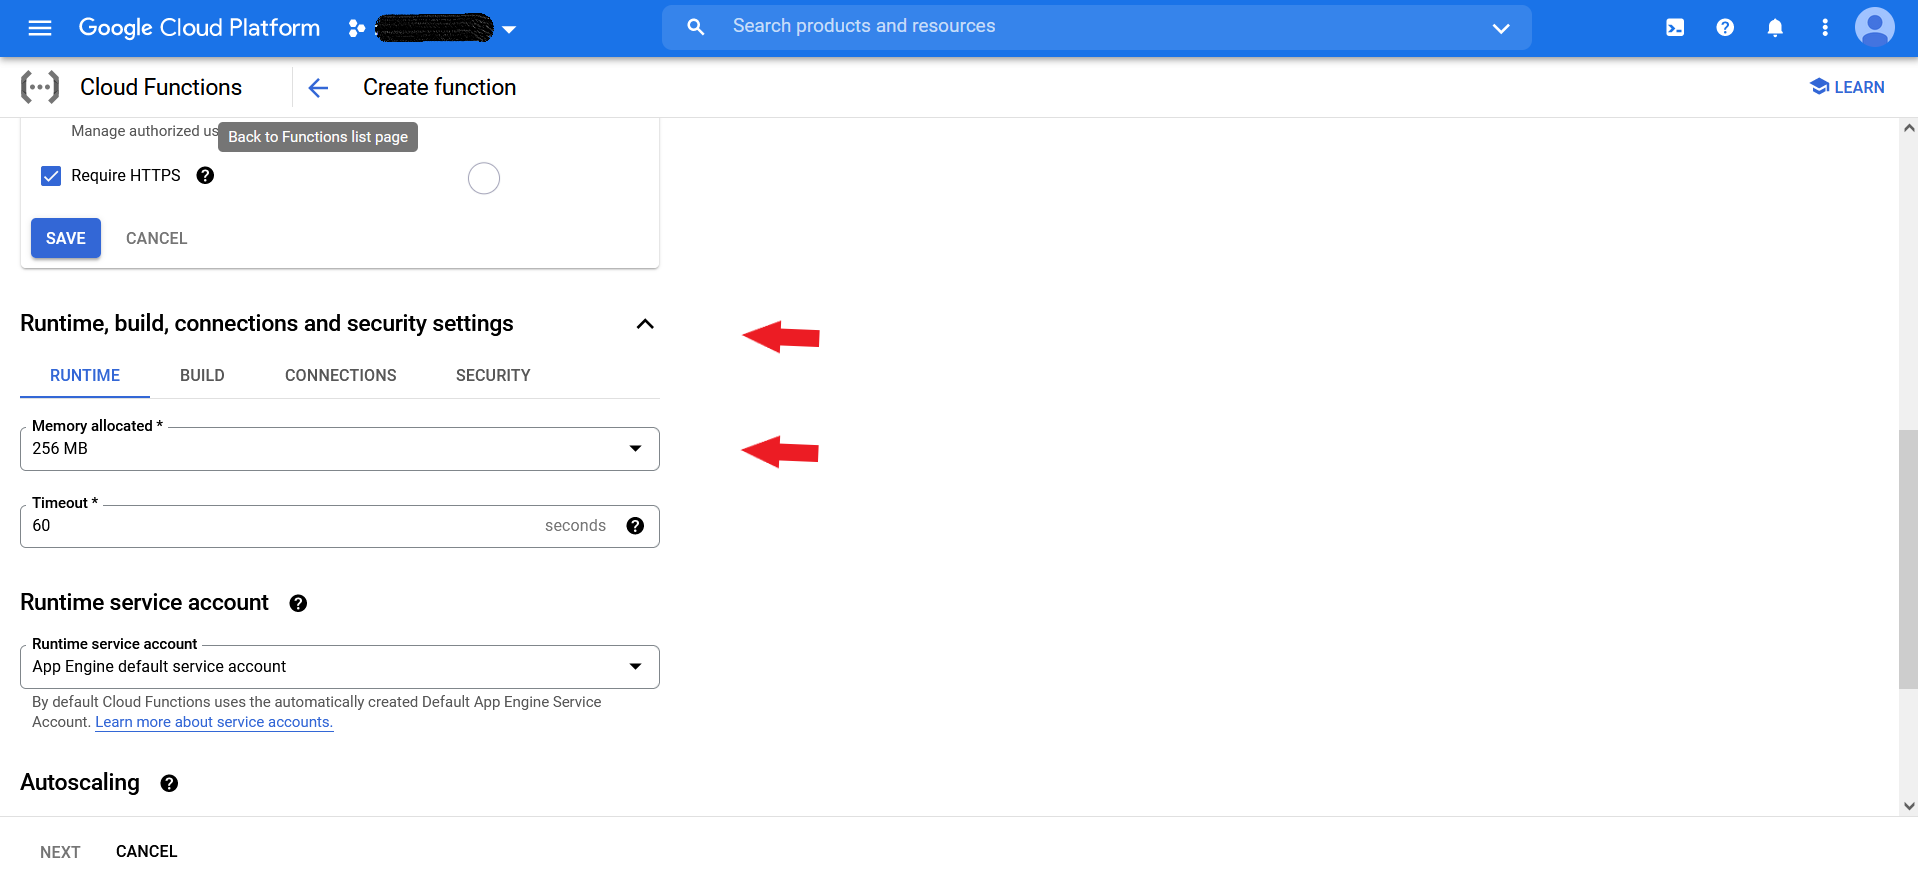 Google Cloud Platform
Search products and resources
Cloud Functions
Create function
LEARN
Manage authorized us
Back to Functions list page
Require HTTPS
SAVE
CANCEL
Runtime, build, connections and security settings
RUNTIME
BUILD
CONNECTIONS
SECURITY
Memory allocated *
256 MB
Timeout *
60
seconds
Runtime service account
Runtime service account
App Engine default service account
By default Cloud Functions uses the automatically created Default App Engine Service
Account. Learn more about service accounts.
Autoscaling
NEXT
CANCEL